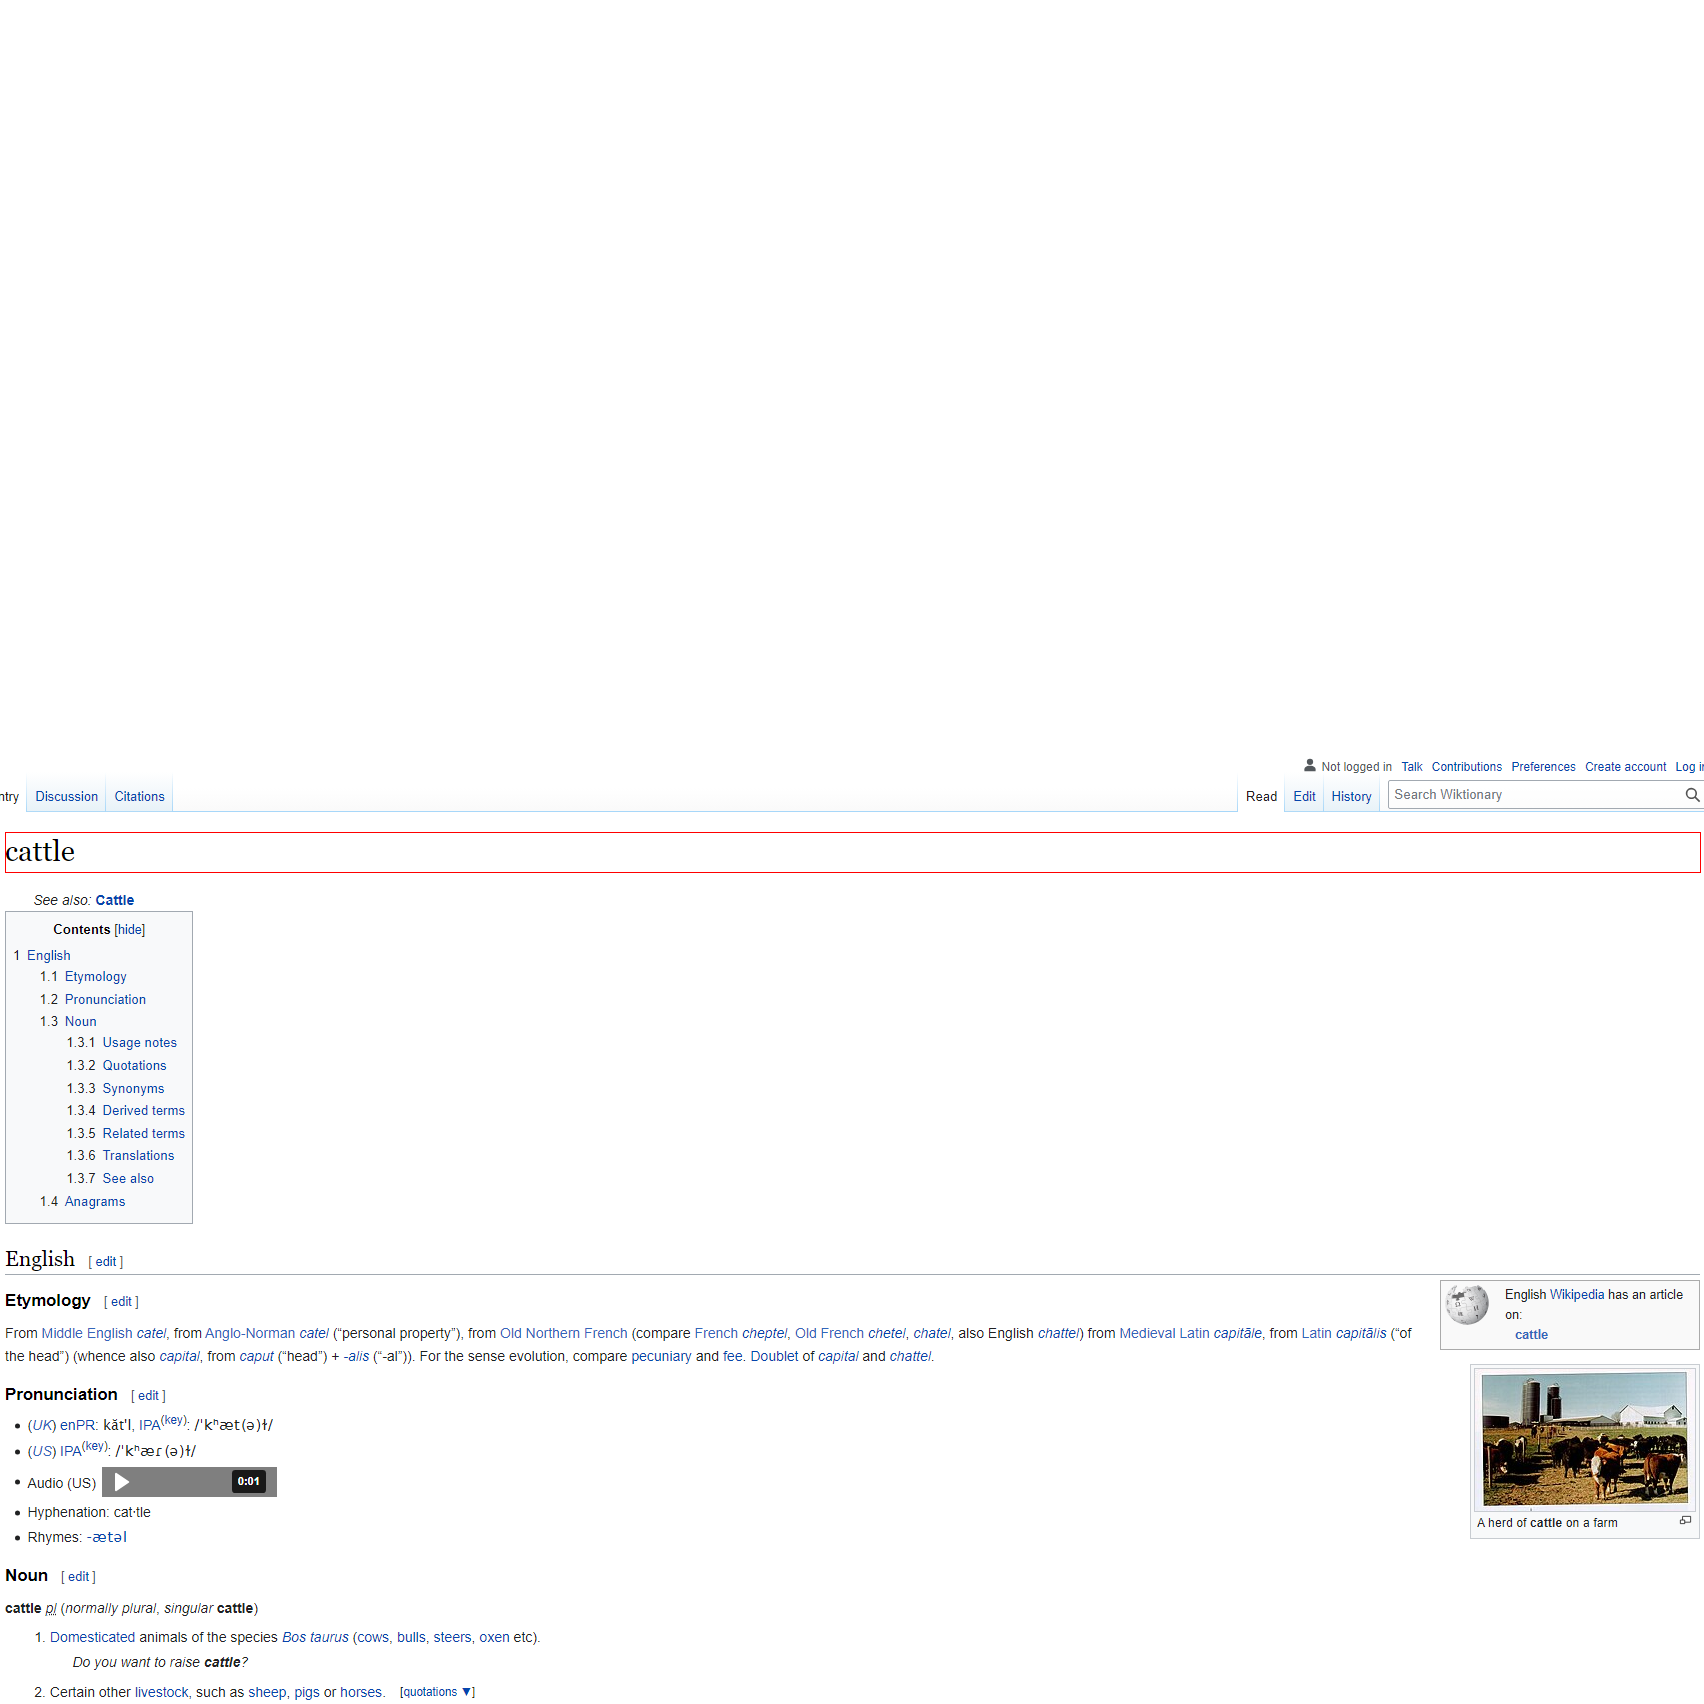 Not logged in Talk Contributions Preferences Create account Log in
ntry Discussion Citations Read Edit History Search Wiktionary
cattle
See also: Cattle
Contents [hide]
1 English
1.1 Etymology
1.2 Pronunciation
1.3 Noun
1.3.1 Usage notes
1.3.2 Quotations
1.3.3 Synonyms
1.3.4 Derived terms
1.3.5 Related terms
1.3.6 Translations
1.3.7 See also
1.4 Anagrams
English [ edit ]
English Wikipedia has an article
on:
cattle
Etymology [ edit ]
From Middle English catel, from Anglo-Norman catel (“personal property”), from Old Northern French (compare French cheptel, Old French chetel, chatel, also English chattel) from Medieval Latin capitāle, from Latin capitālis (“of
the head”) (whence also capital, from caput (“head”) + -alis (“-al”)). For the sense evolution, compare pecuniary and fee. Doublet of capital and chattel.
A herd of cattle on a farm
Pronunciation [ edit ]
(UK) enPR: kăt'l, IPA(key): /ˈkʰæt(ə)ɫ/
(US) IPA(key): /ˈkʰæɾ(ə)ɫ/
Audio (US) 0:01
Hyphenation: cat·tle
Rhymes: -ætəl
Noun [ edit ]
cattle pl (normally plural, singular cattle)
1. Domesticated animals of the species Bos taurus (cows, bulls, steers, oxen etc).
Do you want to raise cattle?
2. Certain other livestock, such as sheep, pigs or horses. [quotations ▼]